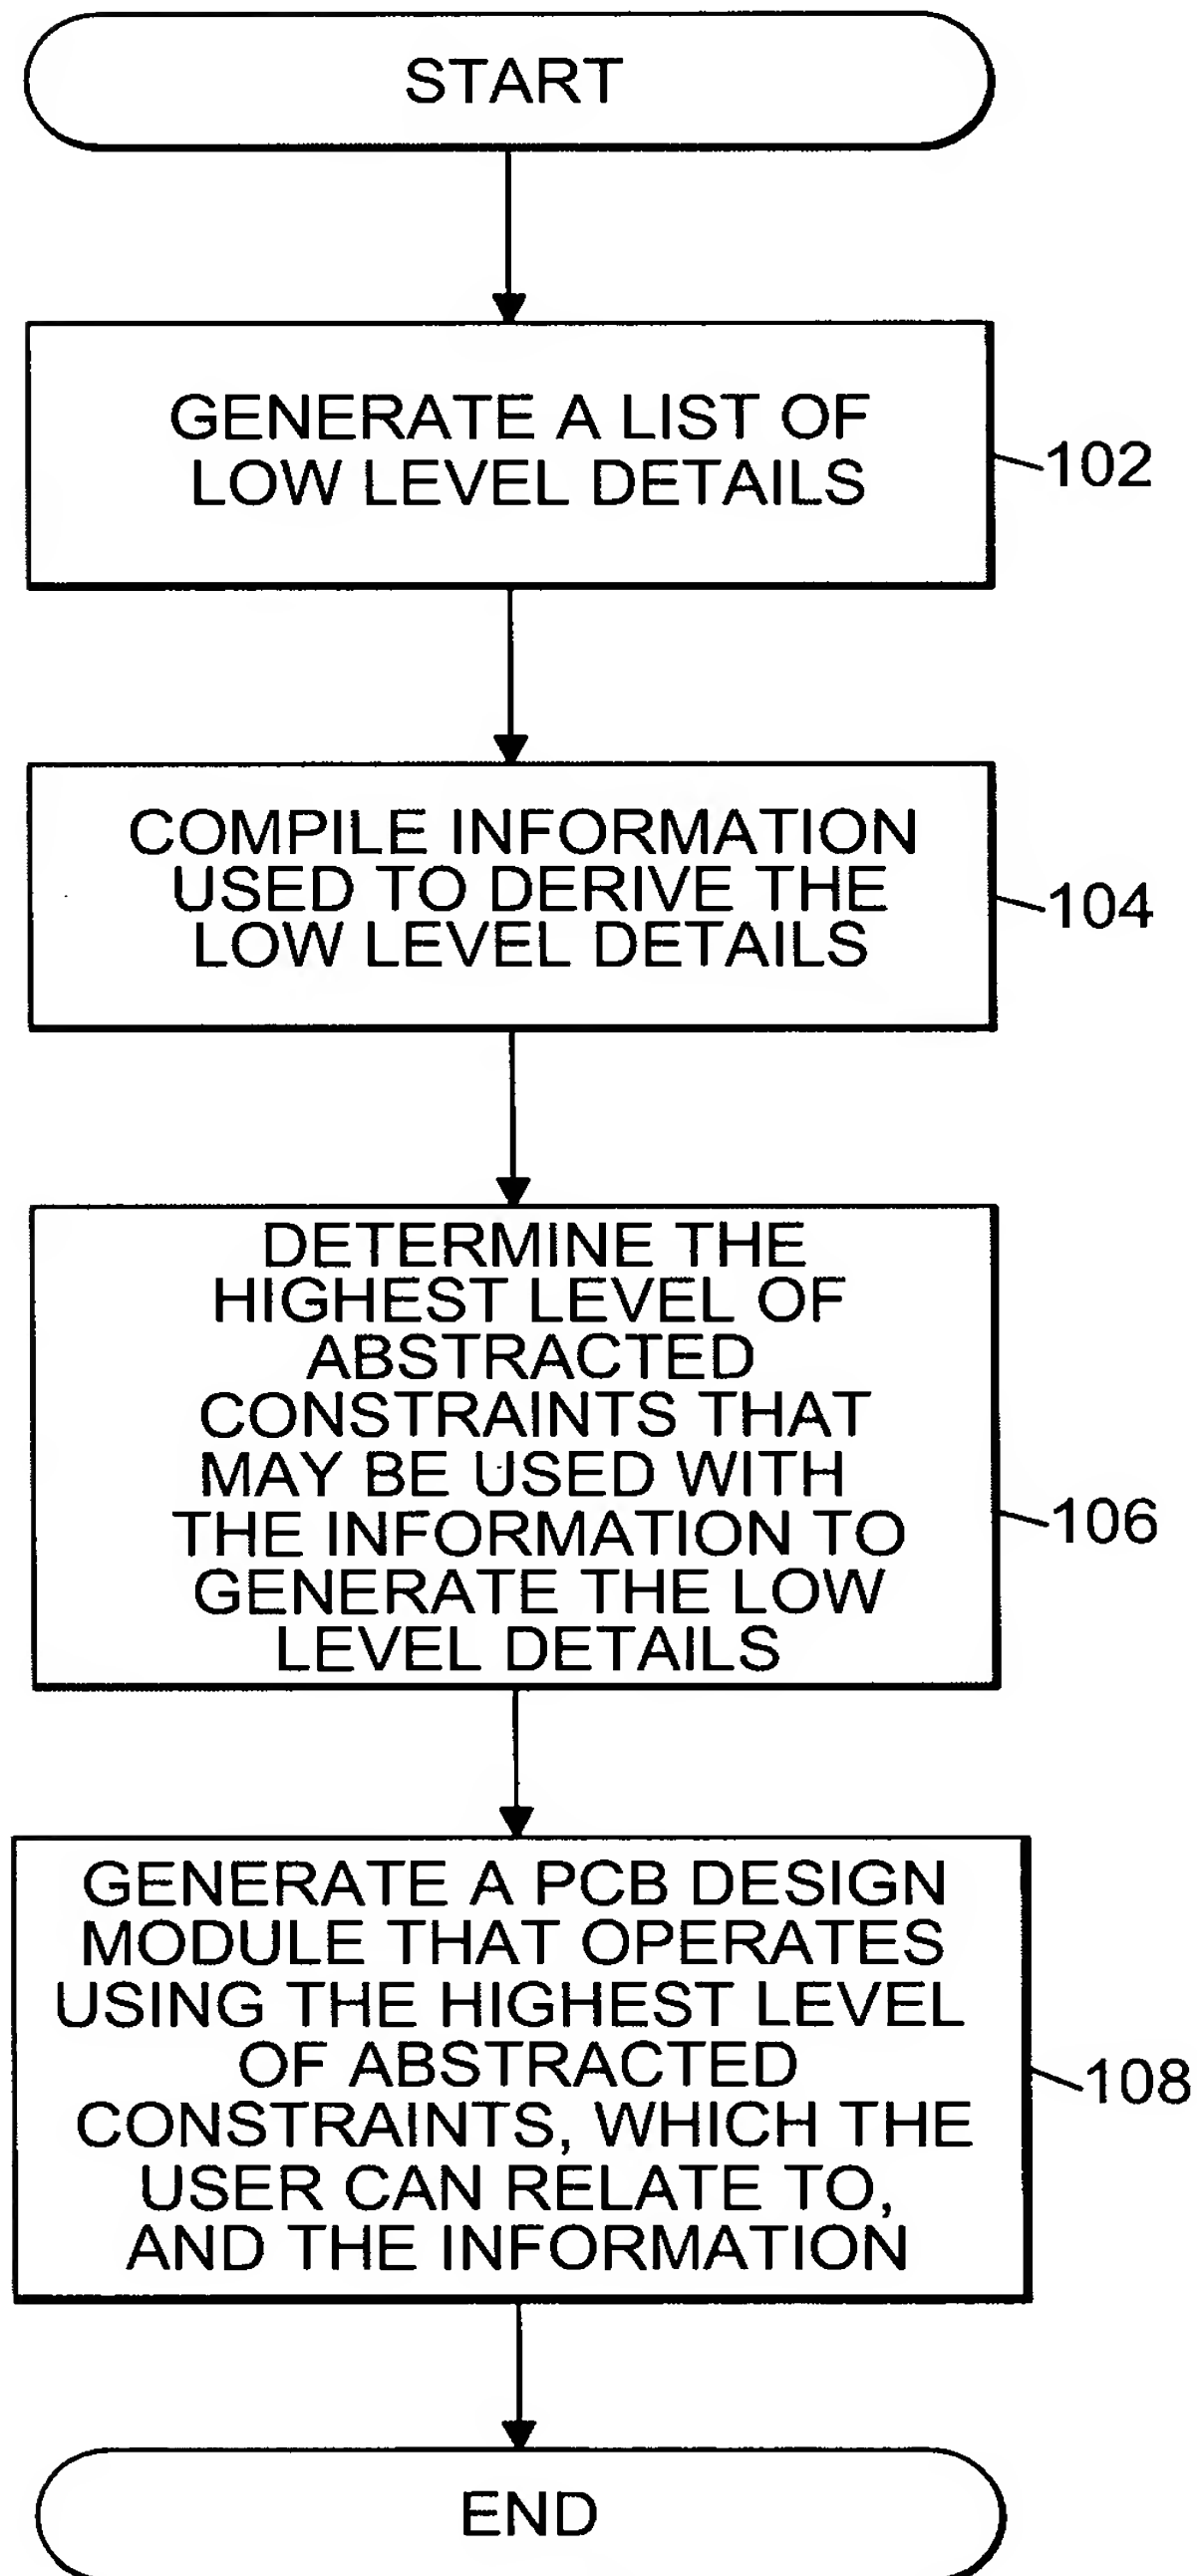 START
GENERATE A LIST OF
LOW LEVEL DETAILS
102
COMPILE INFORMATION
USED TO DERIVE THE
LOW LEVEL DETAILS
104
DETERMINE THE
HIGHEST LEVEL OF
ABSTRACTED
CONSTRAINTS THAT
MAY BE USED WITH
THE INFORMATION TO
GENERATE THE LOW
LEVEL DETAILS
106
GENERATE A PCB DESIGN
MODULE THAT OPERATES
USING THE HIGHEST LEVEL
OF ABSTRACTED
CONSTRAINTS, WHICH THE
USER CAN RELATE TO,
AND THE INFORMATION
108
END